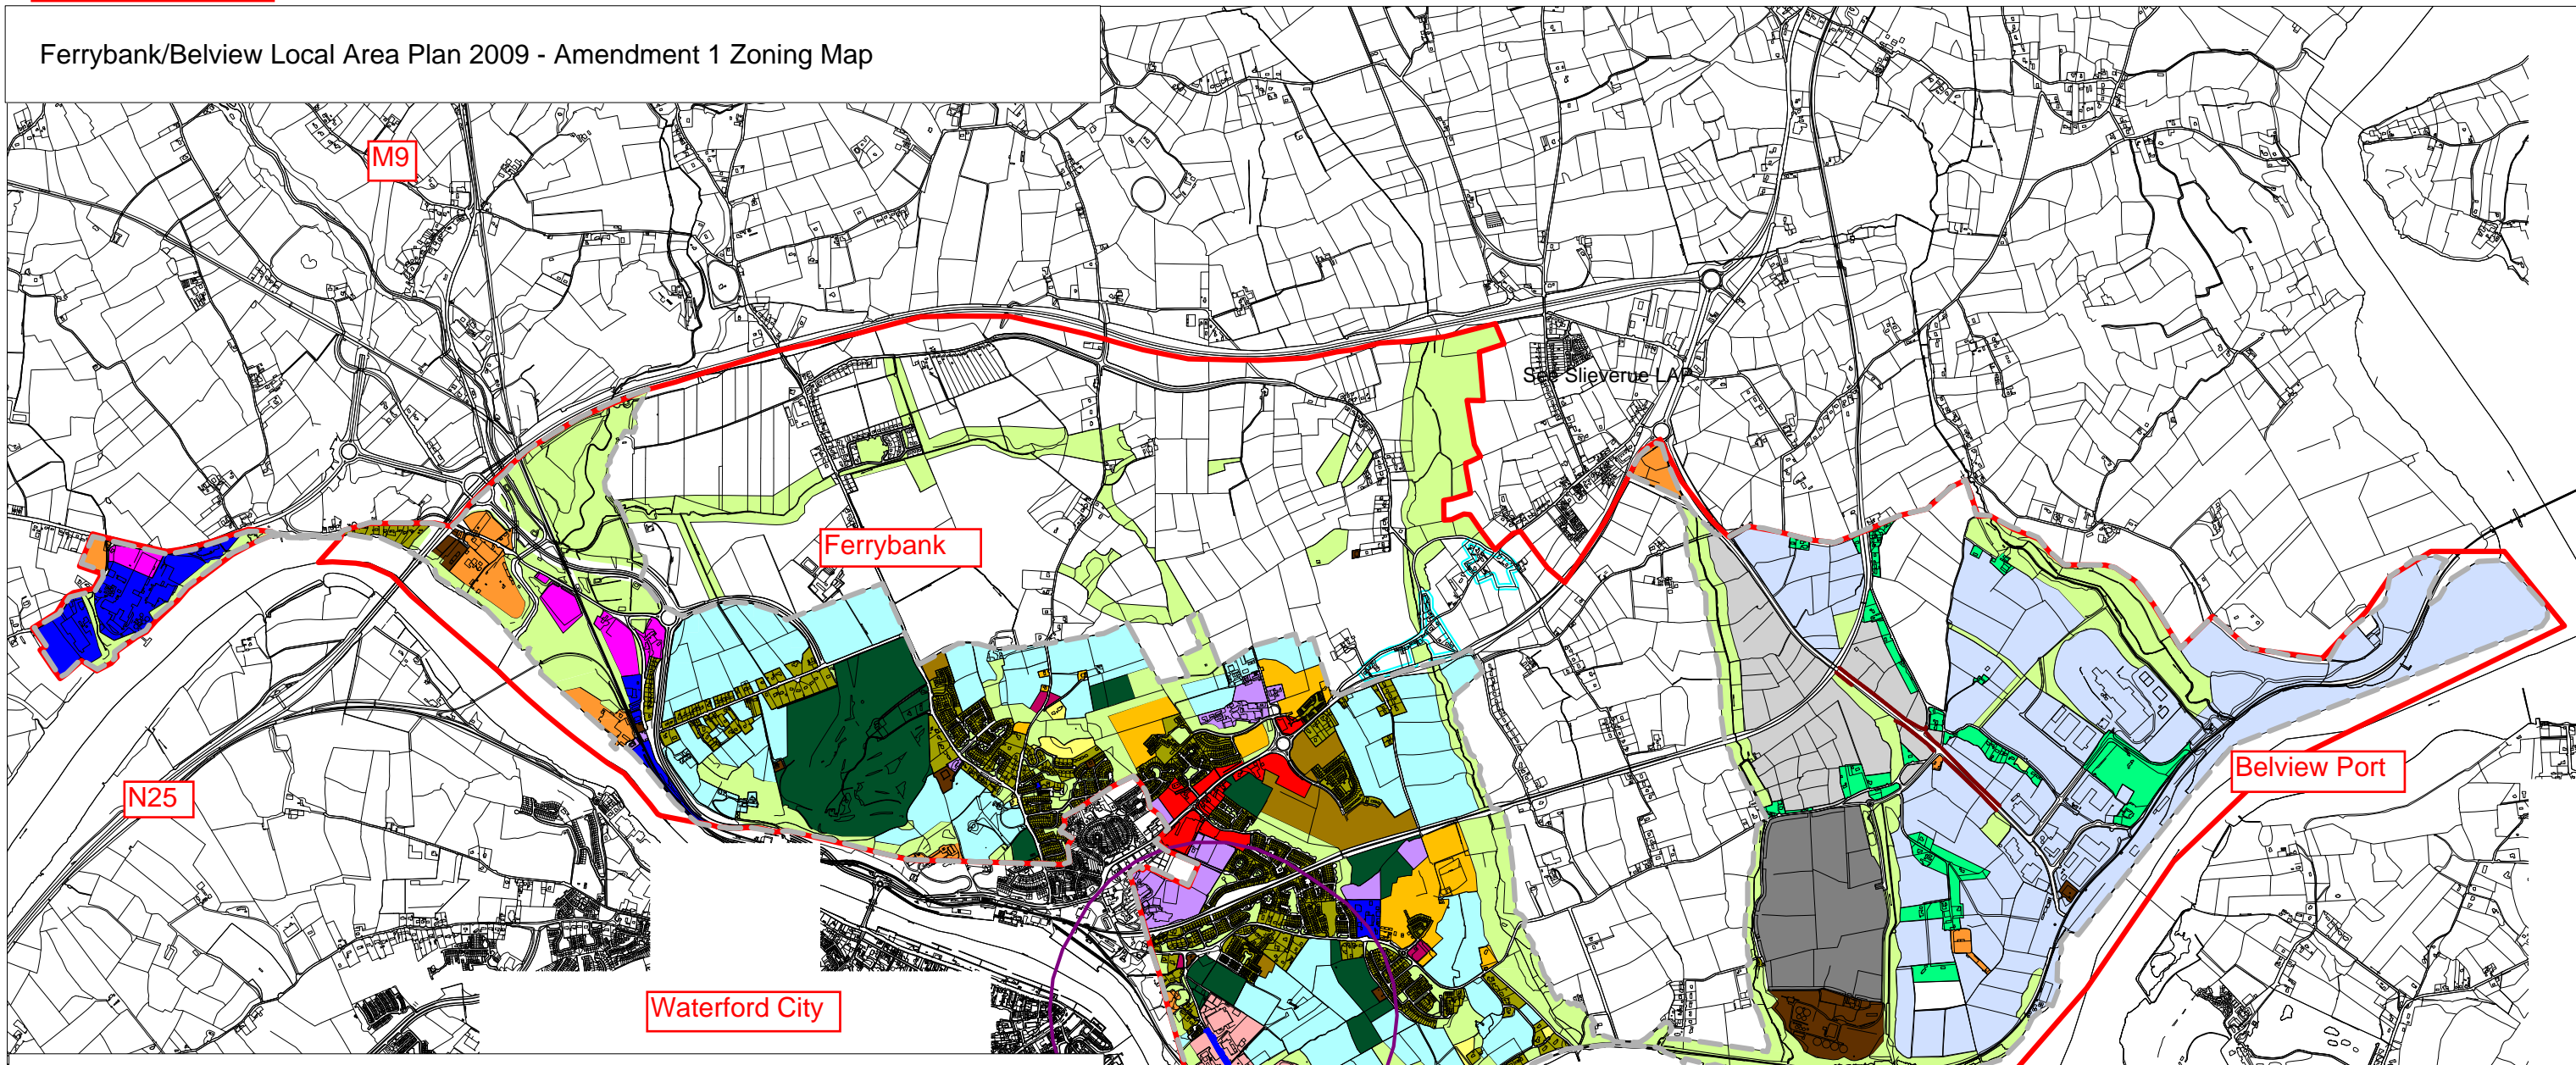 Ferrybank/Belview Local Area Plan 2009 - Amendment 1 Zoning Map
M9
See Slieverue LAP
Ferrybank
Belview Port
N25
Waterford City